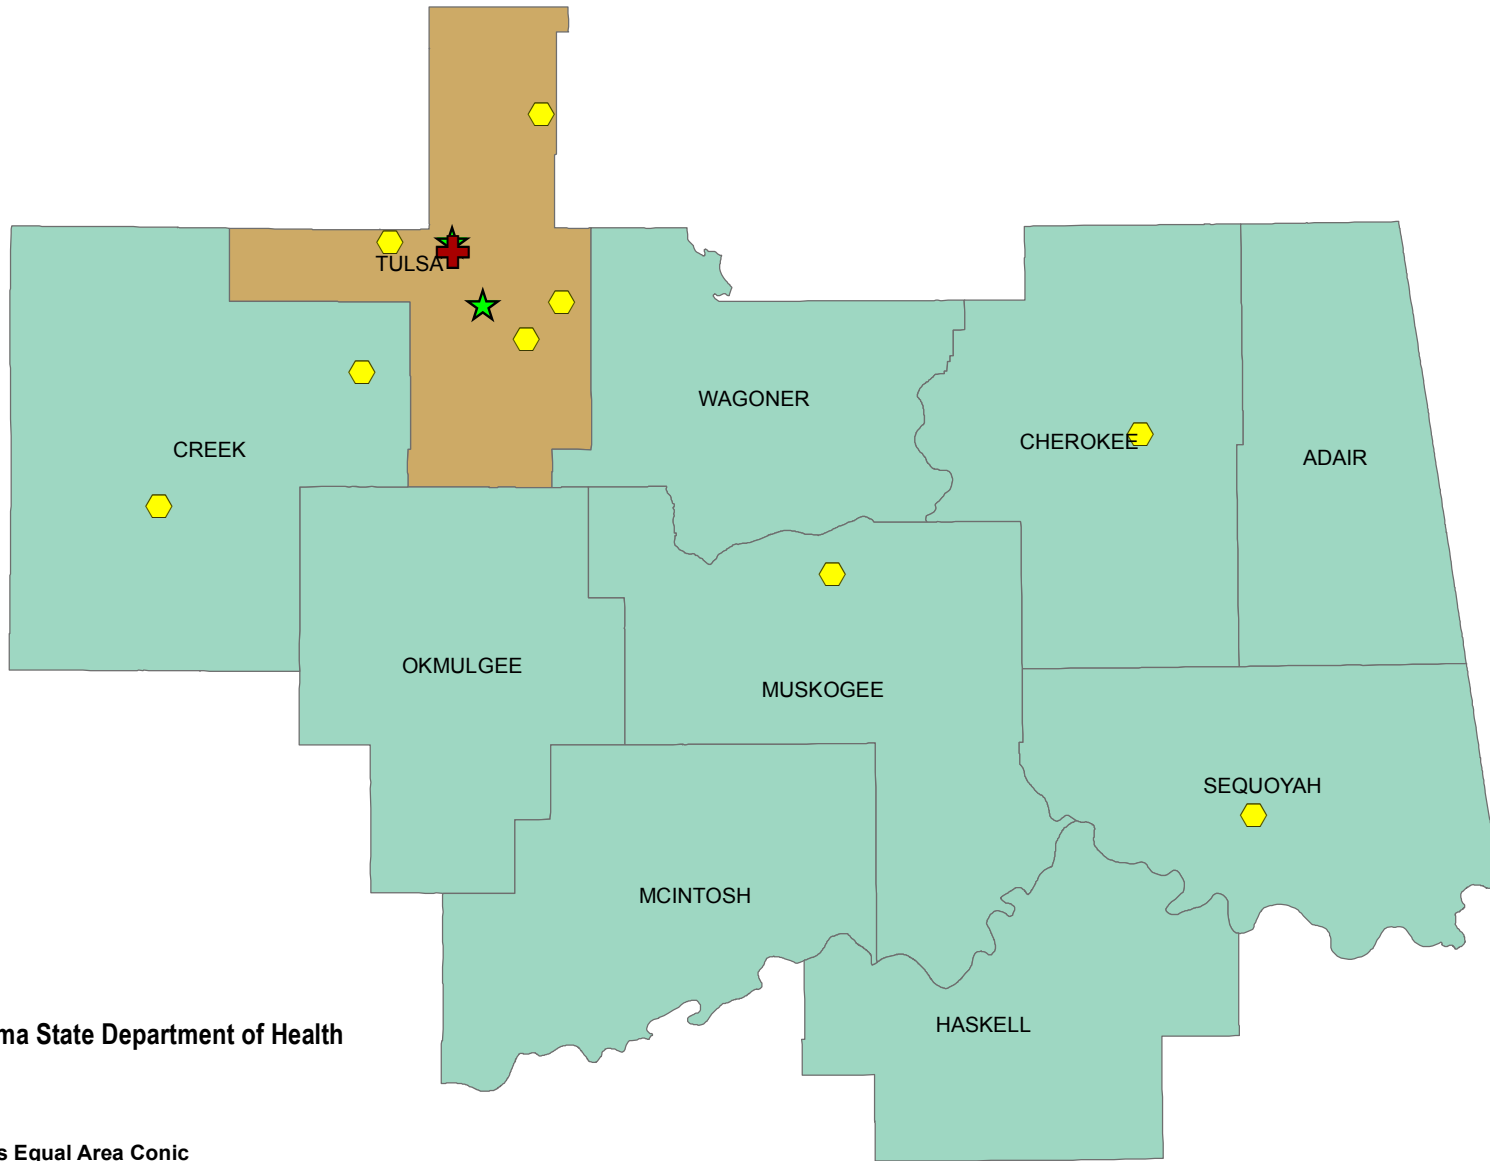 TULSA
WAGONER
CREEK
CHEROKEE
ADAIR
OKMULGEE
MUSKOGEE
SEQUOYAH
MCINTOSH
HASKELL
ma State Department of Health
s Equal Area Conic